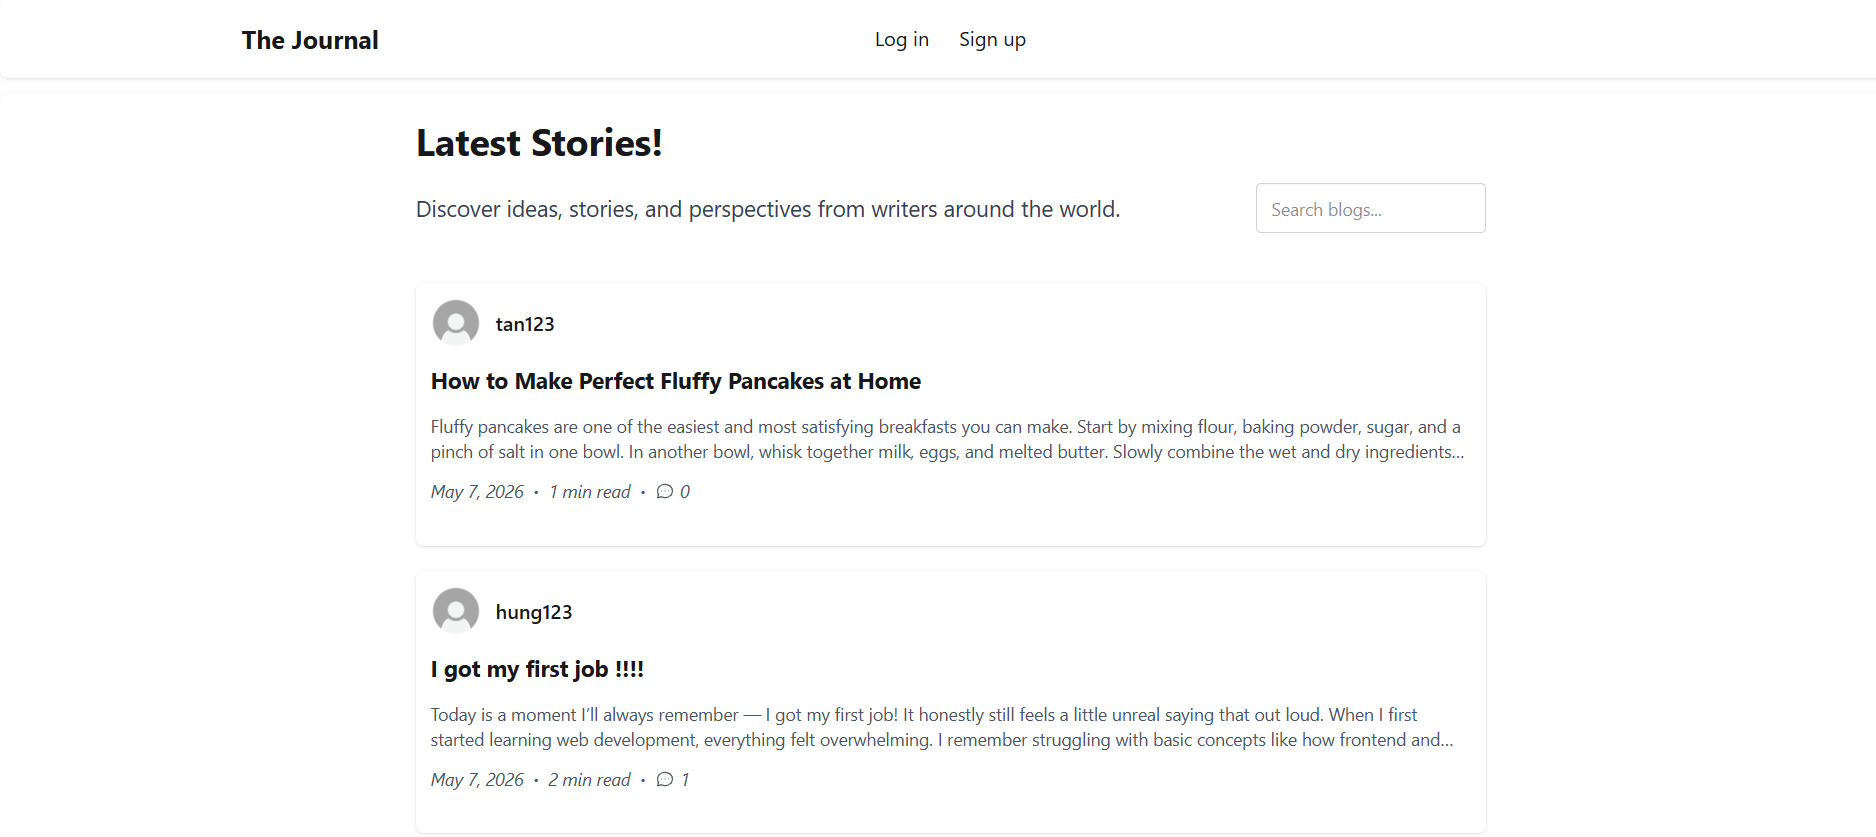 The Journal
Log in
Sign up
Latest Stories!
Discover ideas, stories, and perspectives from writers around the world.
Search blogs...
tan123
How to Make Perfect Fluffy Pancakes at Home
Fluffy pancakes are one of the easiest and most satisfying breakfasts you can make. Start by mixing flour, baking powder, sugar, and a
pinch of salt in one bowl. In another bowl, whisk together milk, eggs, and melted butter. Slowly combine the wet and dry ingredients...
May 7, 2026 • 1 min read • 0
hung123
I got my first job !!!!
Today is a moment I’ll always remember — I got my first job! It honestly still feels a little unreal saying that out loud. When I first
started learning web development, everything felt overwhelming. I remember struggling with basic concepts like how frontend and...
May 7, 2026 • 2 min read • 1